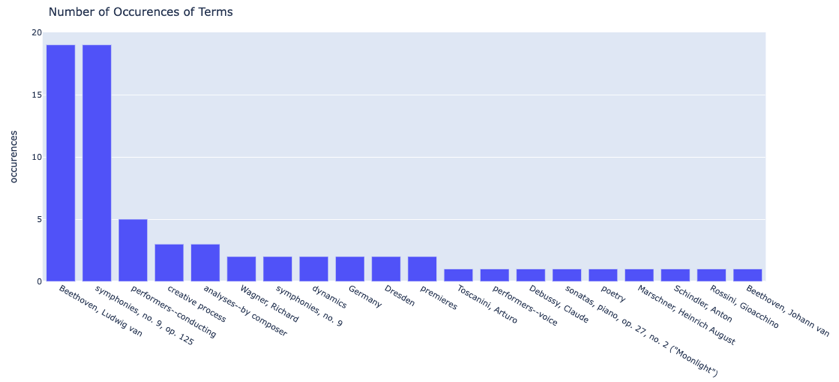 Number of Occurences of Terms
occurences
20
15
10
5
0
Beethoven, Ludwig van
symphonies, no. 9, op. 125
performers--conducting
creative process
analyses--by composer
Wagner, Richard
symphonies, no. 9
dynamics
Germany
Dresden
premieres
Toscanini, Arturo
performers--voice
Debussy, Claude
sonatas, piano, op. 27, no. 2 ("Moonlight")
poetry
Marschner, Heinrich August
Schindler, Anton
Rossini, Gioacchino
Beethoven, Johann van